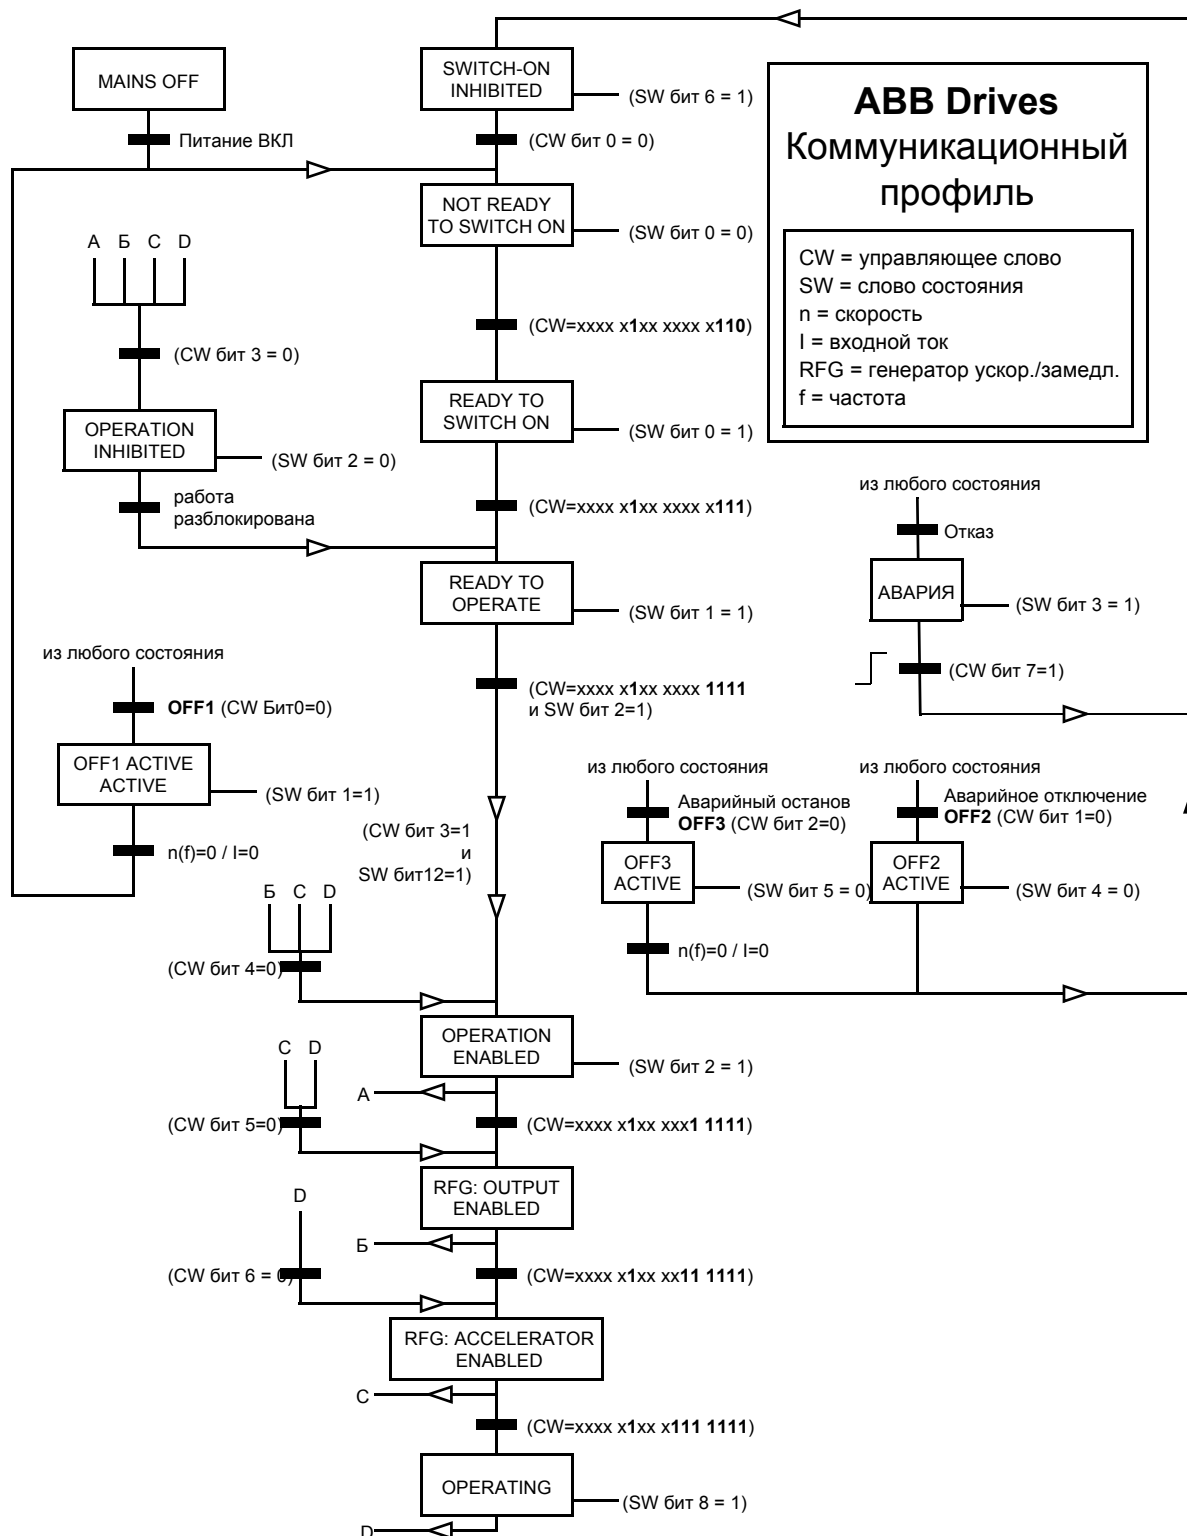 MAINS OFF
Питание ВКЛ
SWITCH-ON
INHIBITED
(SW бит 6 = 1)
(CW бит 0 = 0)
ABB Drives
Коммуникационный
профиль
CW = управляющее слово
SW = слово состояния
n = скорость
I = входной ток
RFG = генератор ускор./замедл.
f = частота
NOT READY
TO SWITCH ON
(SW бит 0 = 0)
A Б C D
(CW бит 3 = 0)
(CW=xxxx x1xx xxxx x110)
OPERATION
INHIBITED
(SW бит 2 = 0)
READY TO
SWITCH ON
(SW бит 0 = 1)
работа
разблокирована
(CW=xxxx x1xx xxxx x111)
из любого состояния
Отказ
АВАРИЯ
(SW бит 3 = 1)
(CW бит 7=1)
READY TO
OPERATE
(SW бит 1 = 1)
(CW=xxxx x1xx xxxx 1111
и SW бит 2=1)
из любого состояния
OFF1 (CW Бит0=0)
OFF1 ACTIVE
ACTIVE
(SW бит 1=1)
n(f)=0 / I=0
(CW бит 3=1
и
SW бит12=1)
из любого состояния
Аварийный останов
OFF3 (CW бит 2=0)
OFF3
ACTIVE
(SW бит 5 = 0)
n(f)=0 / I=0
из любого состояния
Аварийное отключение
OFF2 (CW бит 1=0)
OFF2
ACTIVE
(SW бит 4 = 0)
Б C D
(CW бит 4=0)
OPERATION
ENABLED
(SW бит 2 = 1)
A
C D
(CW бит 5=0)
(CW=xxxx x1xx xxx1 1111)
RFG: OUTPUT
ENABLED
D
Б
(CW бит 6 = 0)
(CW=xxxx x1xx xx11 1111)
RFG: ACCELERATOR
ENABLED
C
(CW=xxxx x1xx x111 1111)
OPERATING
(SW бит 8 = 1)
D